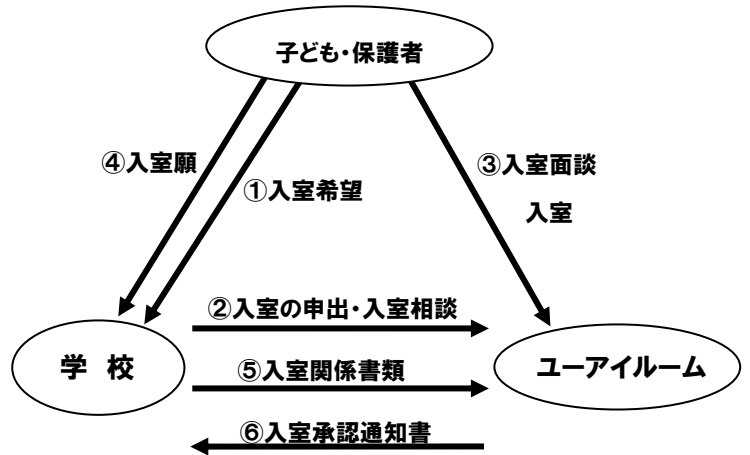 子ども・保護者
④入室願
①入室希望
③入室面談
入室
②入室の申出・入室相談
学 校
⑤入室関係書類
ユーアイルーム
⑥入室承認通知書